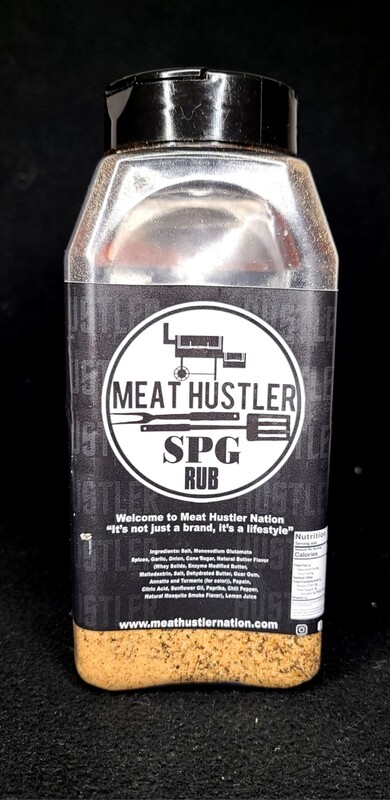 MEAT HUSTLER
SPG
RUB
Welcome to Meat Hustler Nation
"It's not just a brand, it's a lifestyle"
Ingredients: Salt, Monosodium Glutamate
Spices, Garlic, Onion, Cane Sugar, Natural Butter Flavor
(Whey Solids, Enzyme Modified Butter,
Maltodextrin, Salt, Dehydrated Butter, Guar Gum,
Annatto and Turmeric (for color)), Papain,
Citric Acid, Sunflower Oil, Paprika, Chili Pepper,
Natural Mesquite Smoke Flavor), Lemon Juice
Nutrition
Calories
www.meathustlernation.com